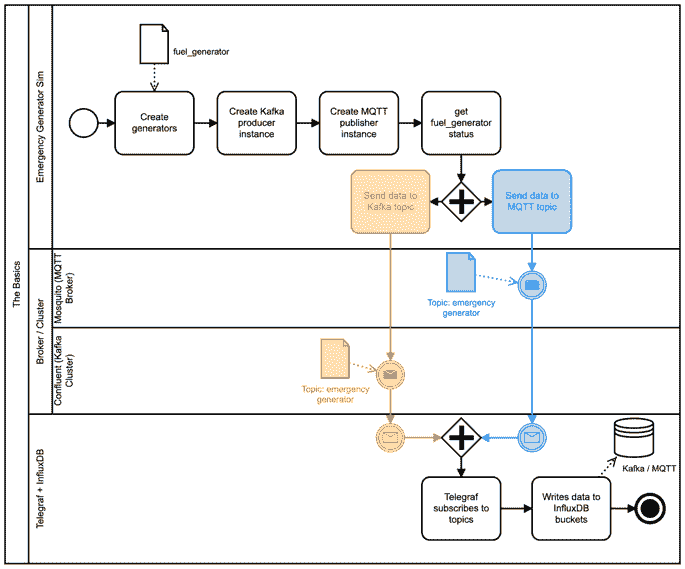 The Basics
Emergency Generator Sim
fuel_generator
Create
generators
Create Kafka
producer
instance
Create MQTT
publisher
instance
get
fuel_generator
status
Send data to
Kafka topic
Send data to
MQTT topic
Broker / Cluster
Mosquito (MQTT
Broker)
Topic: emergency
generator
Confluent (Kafka
Cluster)
Topic: emergency
generator
Telegraf + InfluxDB
Kafka / MQTT
Telegraf
subscribes to
topics
Writes data to
InfluxDB
buckets